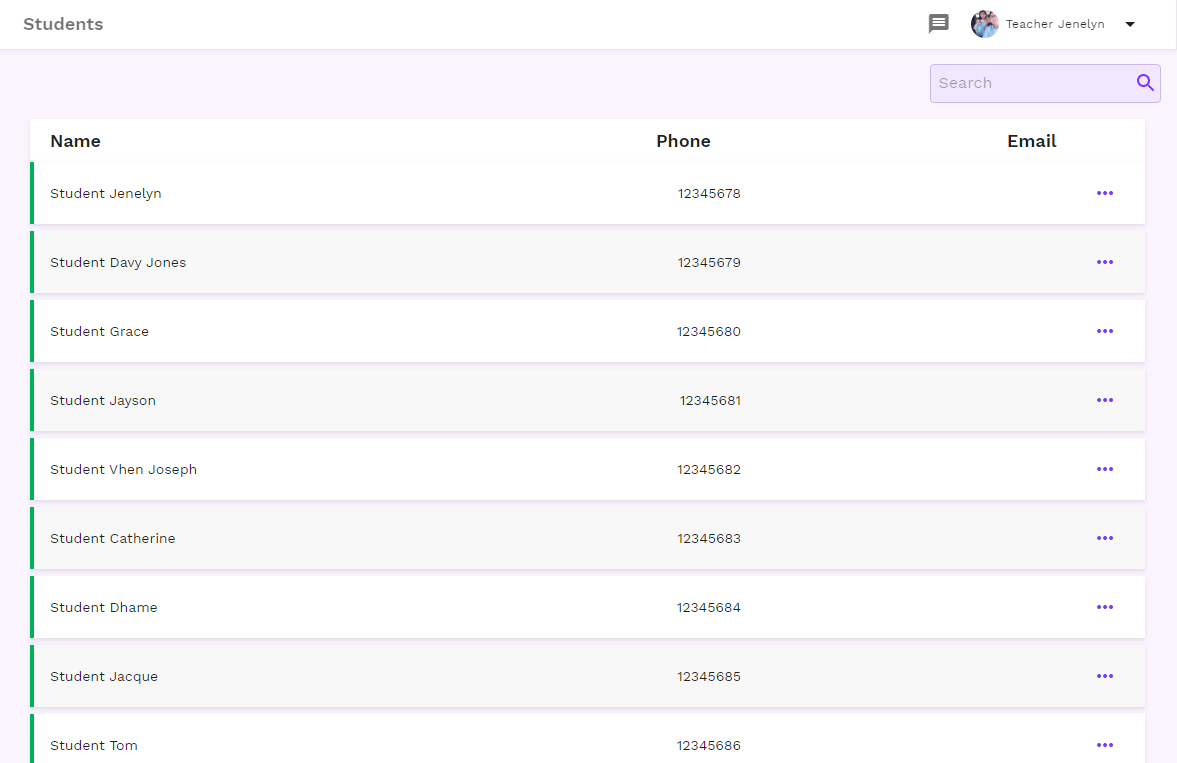 Students
Teacher Jenelyn
Search
Name Phone Email
Student Jenelyn 12345678
Student Davy Jones 12345679
Student Grace 12345680
Student Jayson 12345681
Student Vhen Joseph 12345682
Student Catherine 12345683
Student Dhame 12345684
Student Jacque 12345685
Student Tom 12345686